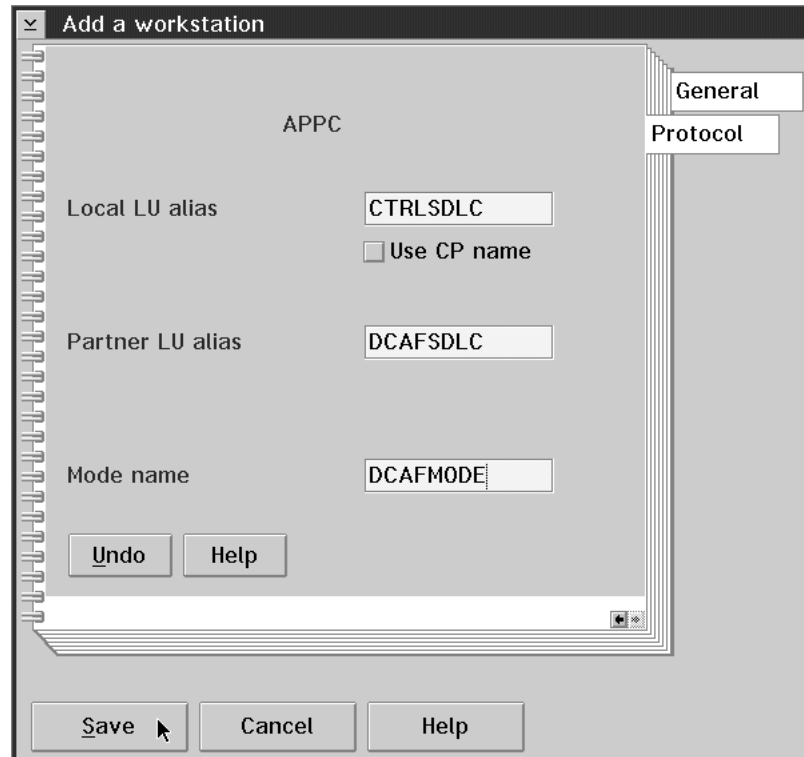 Add a workstation
General
APPC
Protocol
Local LU alias CTRLSDLC
Use CP name
Partner LU alias DCAFSDLC
Mode name DCAFMODE
Undo Help
Save Cancel Help